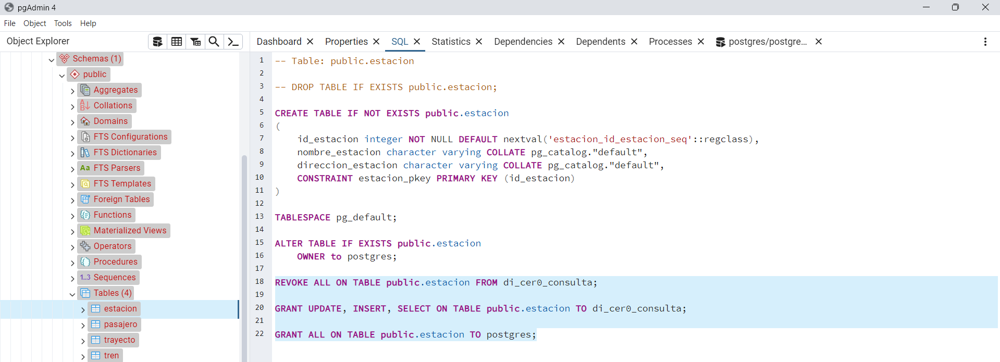 pgAdmin 4
File Object Tools Help
Object Explorer
Dashboard Properties SQL Statistics Dependencies Dependents Processes postgres/postgre...
Schemas (1)
public
Aggregates
Collations
Domains
FTS Configurations
FTS Dictionaries
Aa FTS Parsers
FTS Templates
Foreign Tables
Functions
Materialized Views
Operators
Procedures
1..3 Sequences
Tables (4)
estacion
pasajero
trayecto
tren
1 -- Table: public.estacion
2
3 -- DROP TABLE IF EXISTS public.estacion;
4
5 CREATE TABLE IF NOT EXISTS public.estacion
6 (
7 id_estacion integer NOT NULL DEFAULT nextval('estacion_id_estacion_seq'::regclass),
8 nombre_estacion character varying COLLATE pg_catalog."default",
9 direccion_estacion character varying COLLATE pg_catalog."default",
10 CONSTRAINT estacion_pkey PRIMARY KEY (id_estacion)
11 )
12
13 TABLESPACE pg_default;
14
15 ALTER TABLE IF EXISTS public.estacion
16 OWNER to postgres;
17
18 REVOKE ALL ON TABLE public.estacion FROM di_cer0_consulta;
19
20 GRANT UPDATE, INSERT, SELECT ON TABLE public.estacion TO di_cer0_consulta;
21
22 GRANT ALL ON TABLE public.estacion TO postgres;